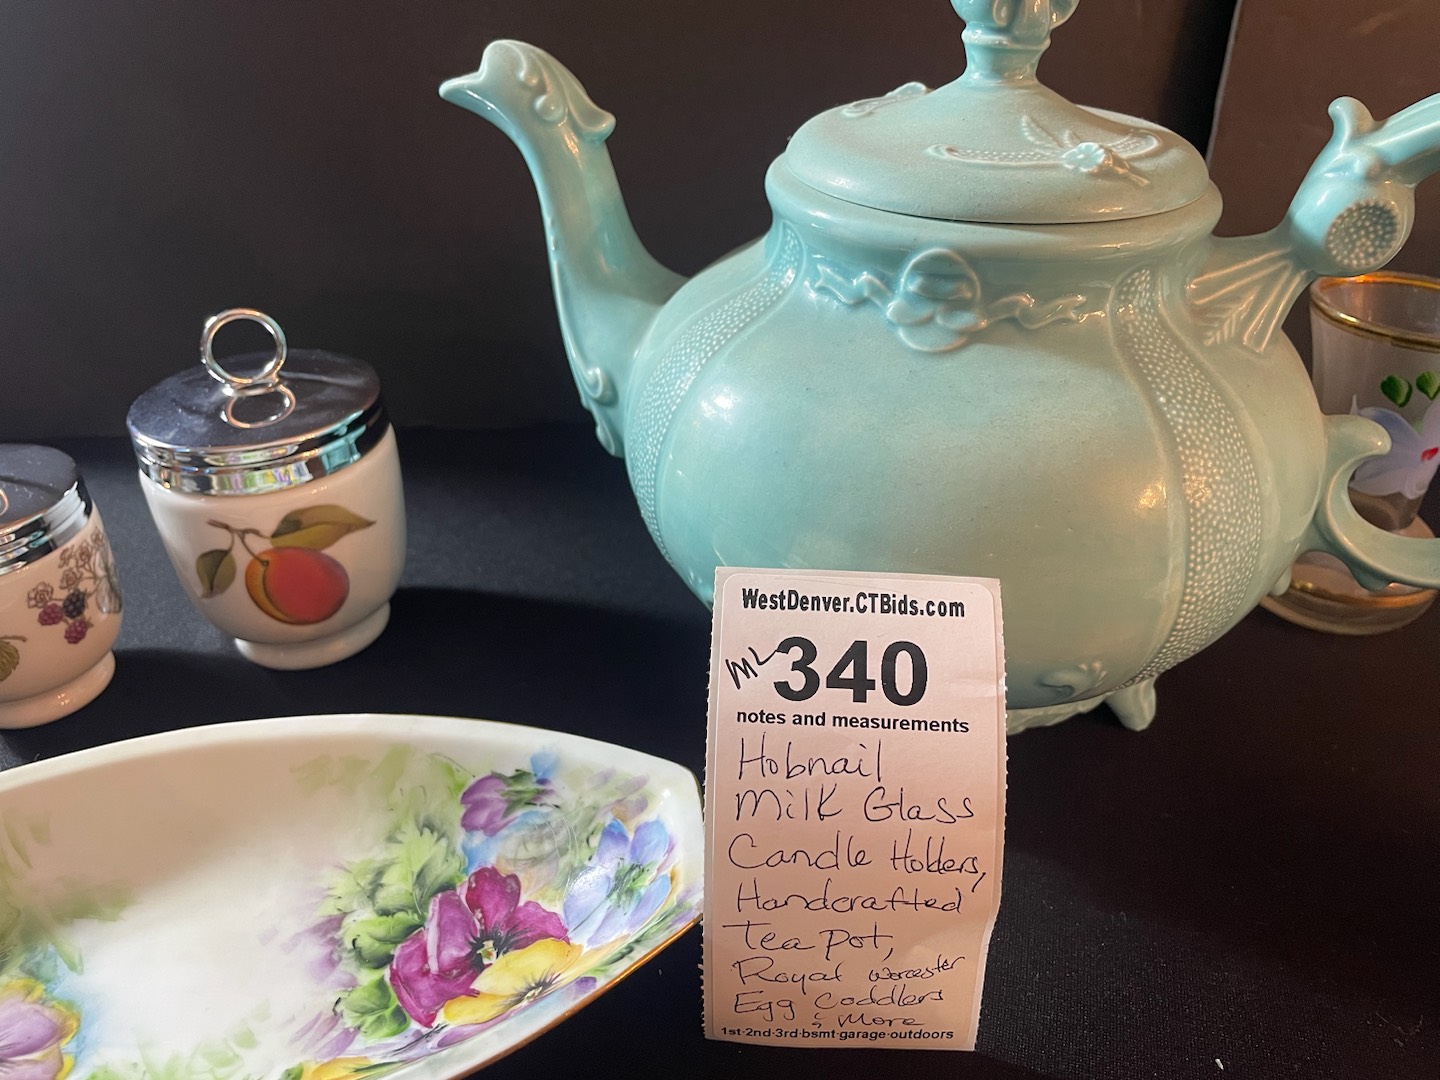 WestDenver.CTBids.com
ML 340
notes and measurements
Hobnail
Milk Glass
Candle Holders,
Handcrafted
Tea pot,
Royal Worcester
Egg Coddlers
& More
1st·2nd·3rd·bsmt·garage·outdoors